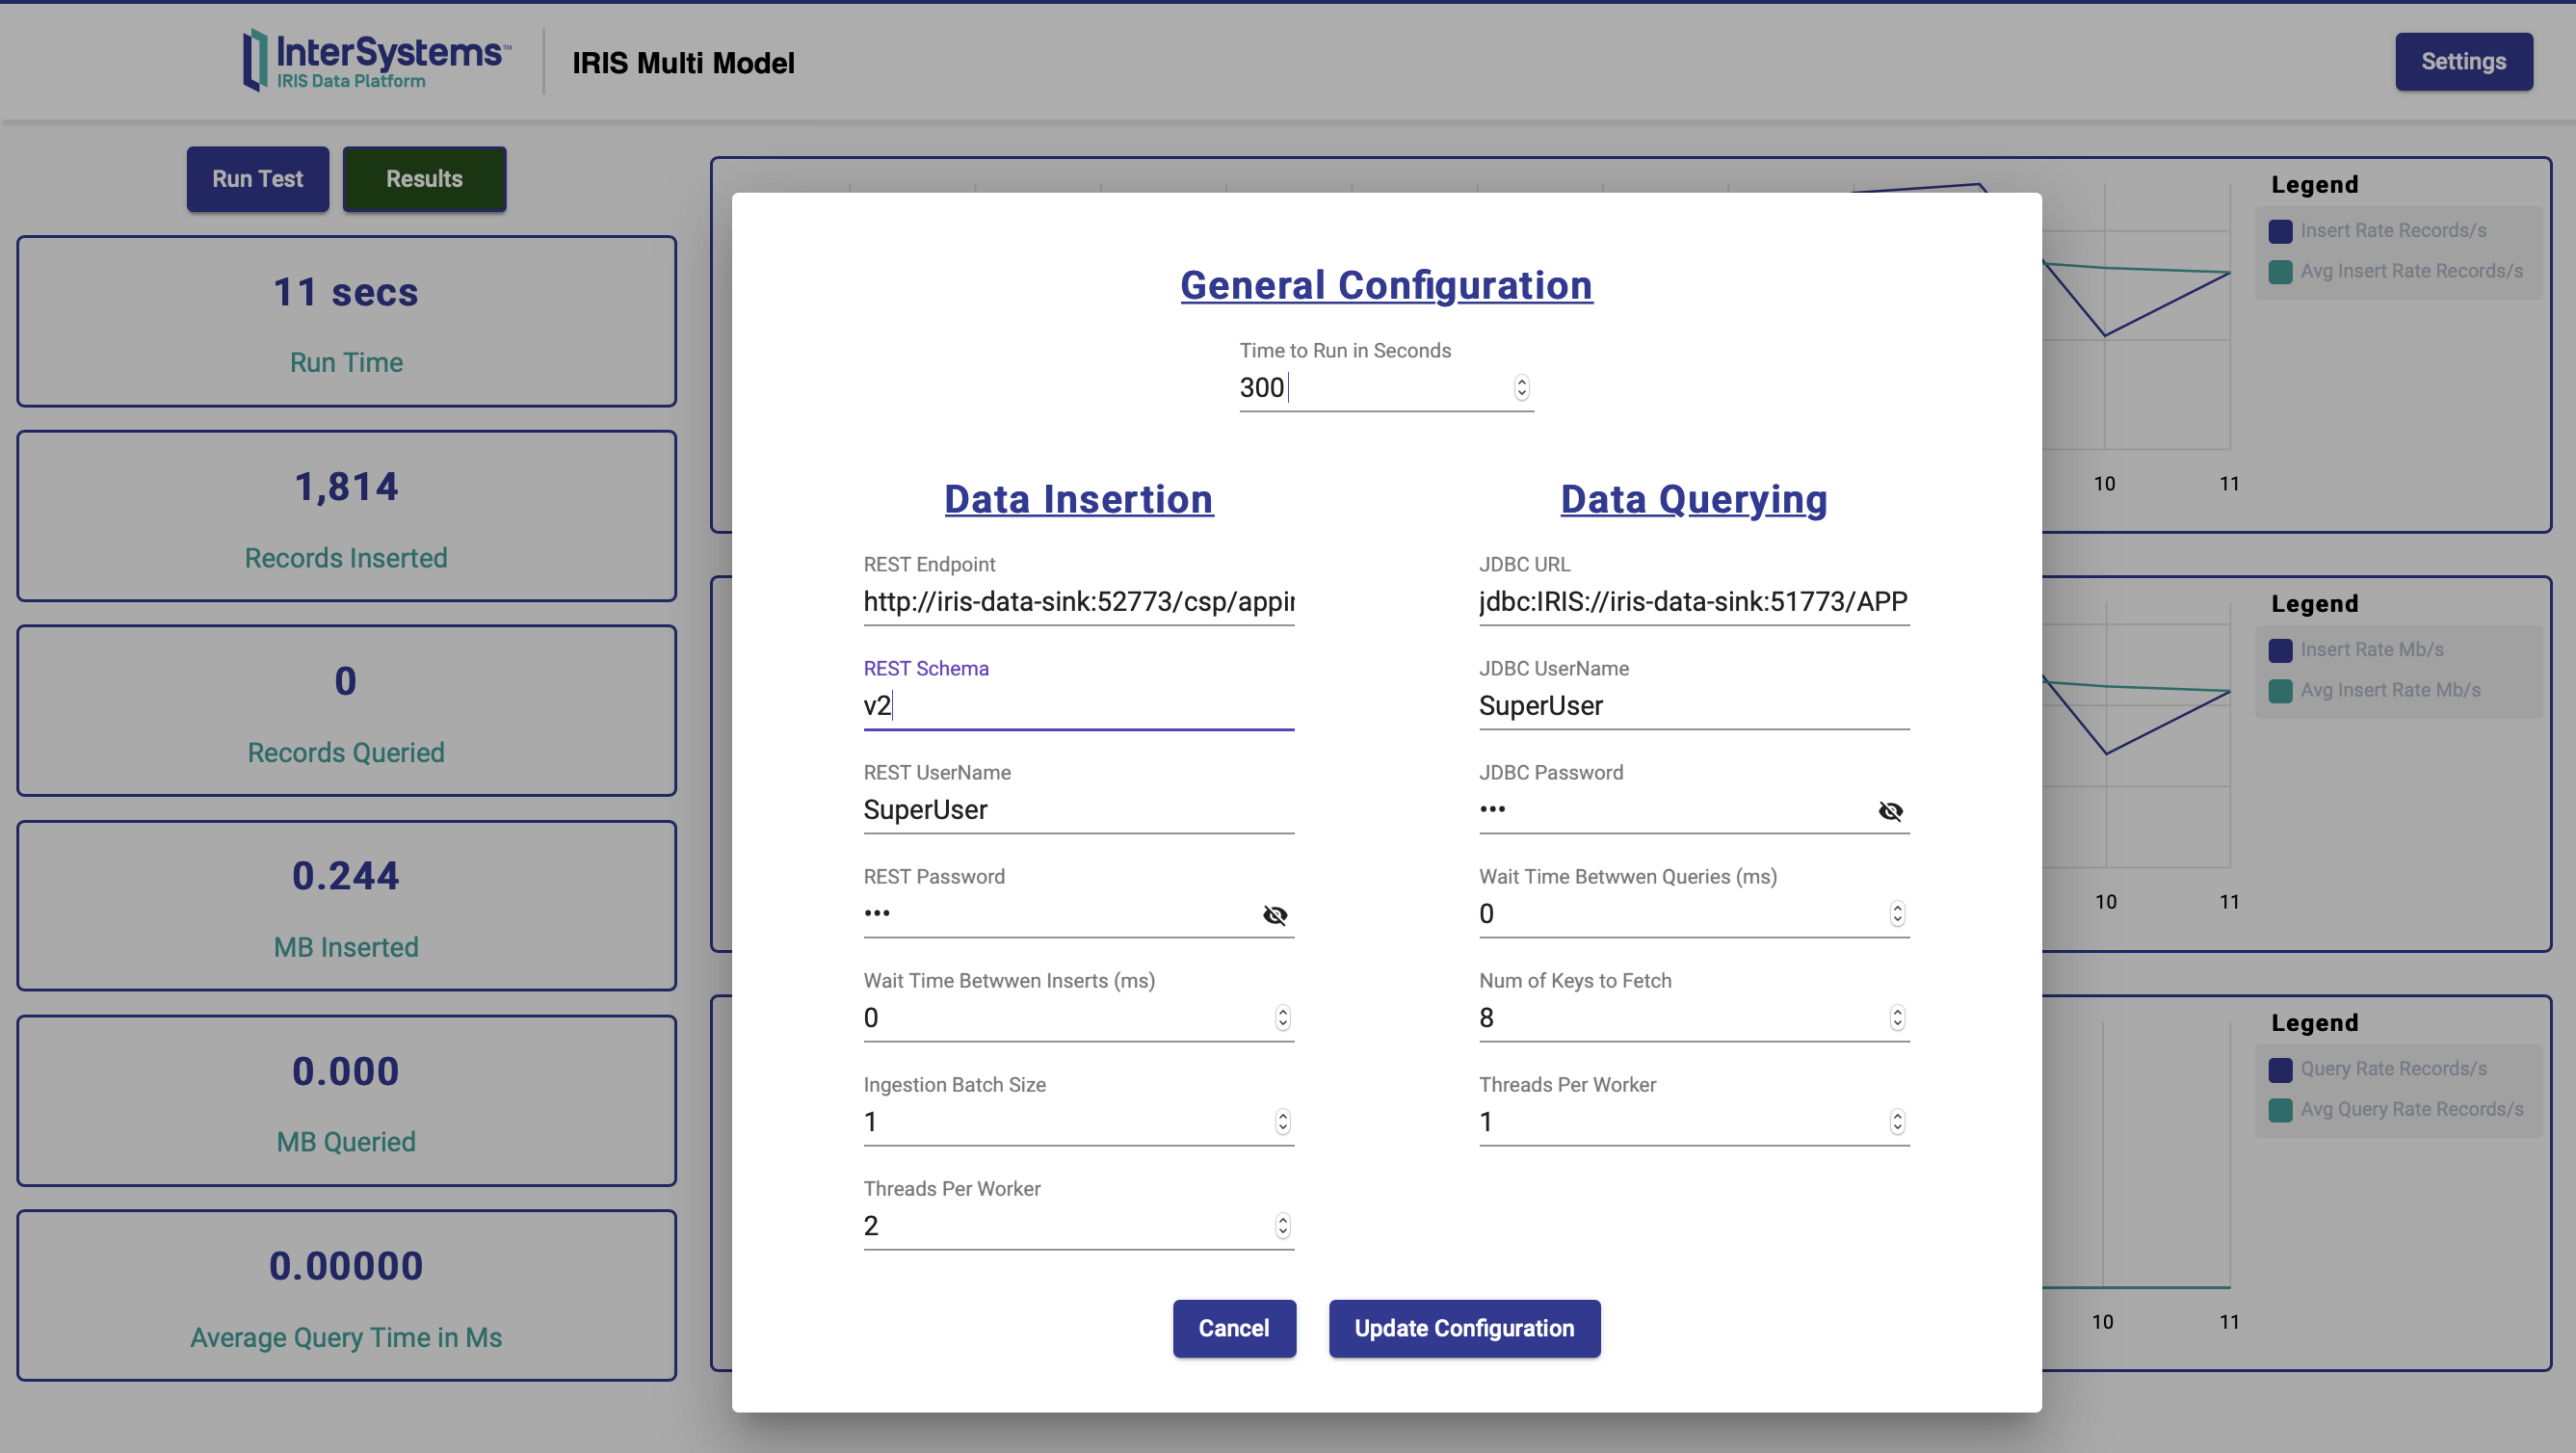 InterSystems™
IRIS Data Platform
IRIS Multi Model
Settings
Run Test
Results
11 secs
Run Time
1,814
Records Inserted
0
Records Queried
0.244
MB Inserted
0.000
MB Queried
0.00000
Average Query Time in Ms
General Configuration
Time to Run in Seconds
300
Data Insertion
REST Endpoint
http://iris-data-sink:52773/csp/appin
REST Schema
v2
REST UserName
SuperUser
REST Password
•••
Wait Time Betwwen Inserts (ms)
0
Ingestion Batch Size
1
Threads Per Worker
2
Data Querying
JDBC URL
jdbc:IRIS://iris-data-sink:51773/APP
JDBC UserName
SuperUser
JDBC Password
•••
Wait Time Betwwen Queries (ms)
0
Num of Keys to Fetch
8
Threads Per Worker
1
Cancel
Update Configuration
Legend
Insert Rate Records/s
Avg Insert Rate Records/s
10
11
Legend
Insert Rate Mb/s
Avg Insert Rate Mb/s
10
11
Legend
Query Rate Records/s
Avg Query Rate Records/s
10
11